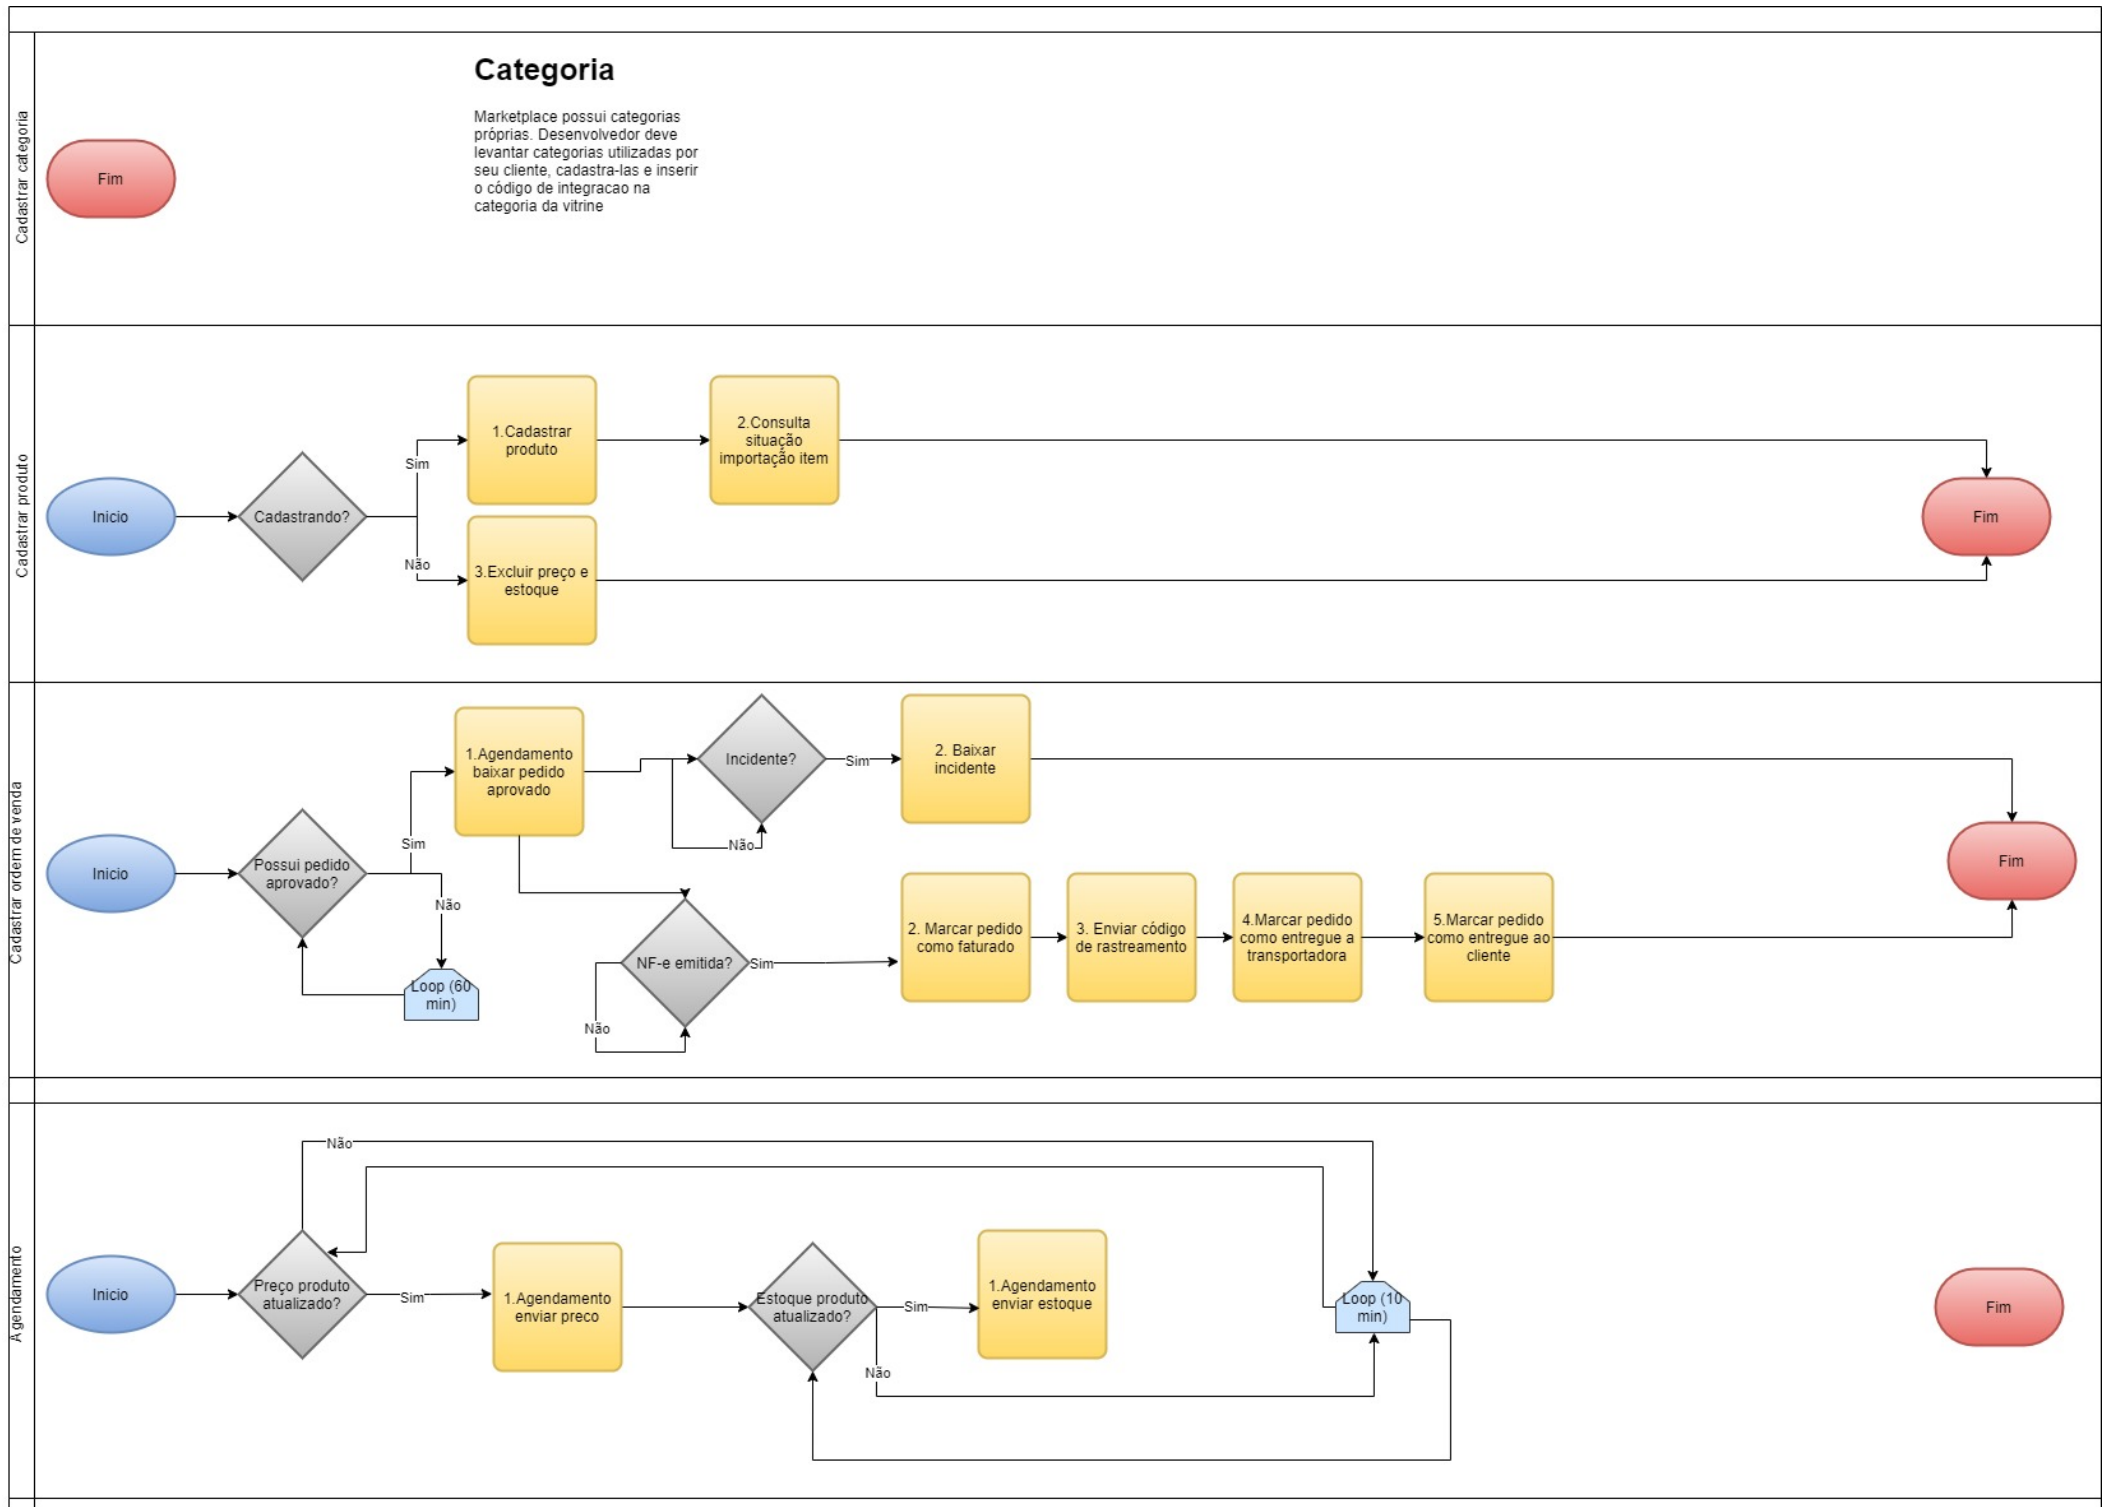 Cadastrar categoria
Categoria
Marketplace possui categorias
próprias. Desenvolvedor deve
levantar categorias utilizadas por
seu cliente, cadastra-las e inserir
o código de integracao na
categoria da vitrine
Fim
Cadastrar produto
Inicio
Cadastrando?
Sim
Não
1.Cadastrar
produto
2.Consulta
situação
importação item
3.Excluir preço e
estoque
Fim
Cadastrar ordem de venda
Inicio
Possui pedido
aprovado?
Sim
Não
Loop (60
min)
1.Agendamento
baixar pedido
aprovado
Incidente?
Sim
Não
2. Baixar
incidente
NF-e emitida?
Sim
Não
2. Marcar pedido
como faturado
3. Enviar código
de rastreamento
4.Marcar pedido
como entregue a
transportadora
5.Marcar pedido
como entregue ao
cliente
Fim
Agendamento
Inicio
Preço produto
atualizado?
Não
Sim
1.Agendamento
enviar preco
Estoque produto
atualizado?
Sim
Não
1.Agendamento
enviar estoque
Loop (10
min)
Fim